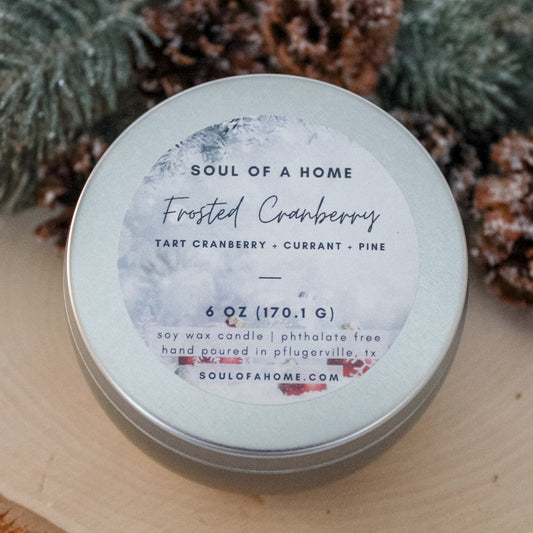 SOUL OF A HOME
Frosted Cranberry
TART CRANBERRY + CURRANT + PINE
6 OZ (170.1 G)
soy wax candle | phthalate free
hand poured in pflugerville, tx
SOULOFAHOME.COM